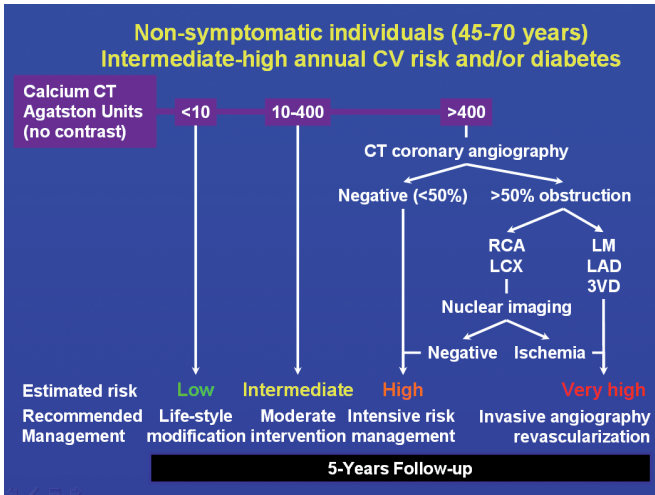 Non-symptomatic individuals (45-70 years)
Intermediate-high annual CV risk and/or diabetes
Calcium CT
Agatston Units
(no contrast)
<10
10-400
>400
CT coronary angiography
Negative (<50%)
>50% obstruction
RCA
LCX
LM
LAD
3VD
Nuclear imaging
Negative
Ischemia
Estimated risk
Low
Intermediate
High
Very high
Recommended
Management
Life-style
modification
Moderate
intervention
Intensive risk
management
Invasive angiography
revascularization
5-Years Follow-up